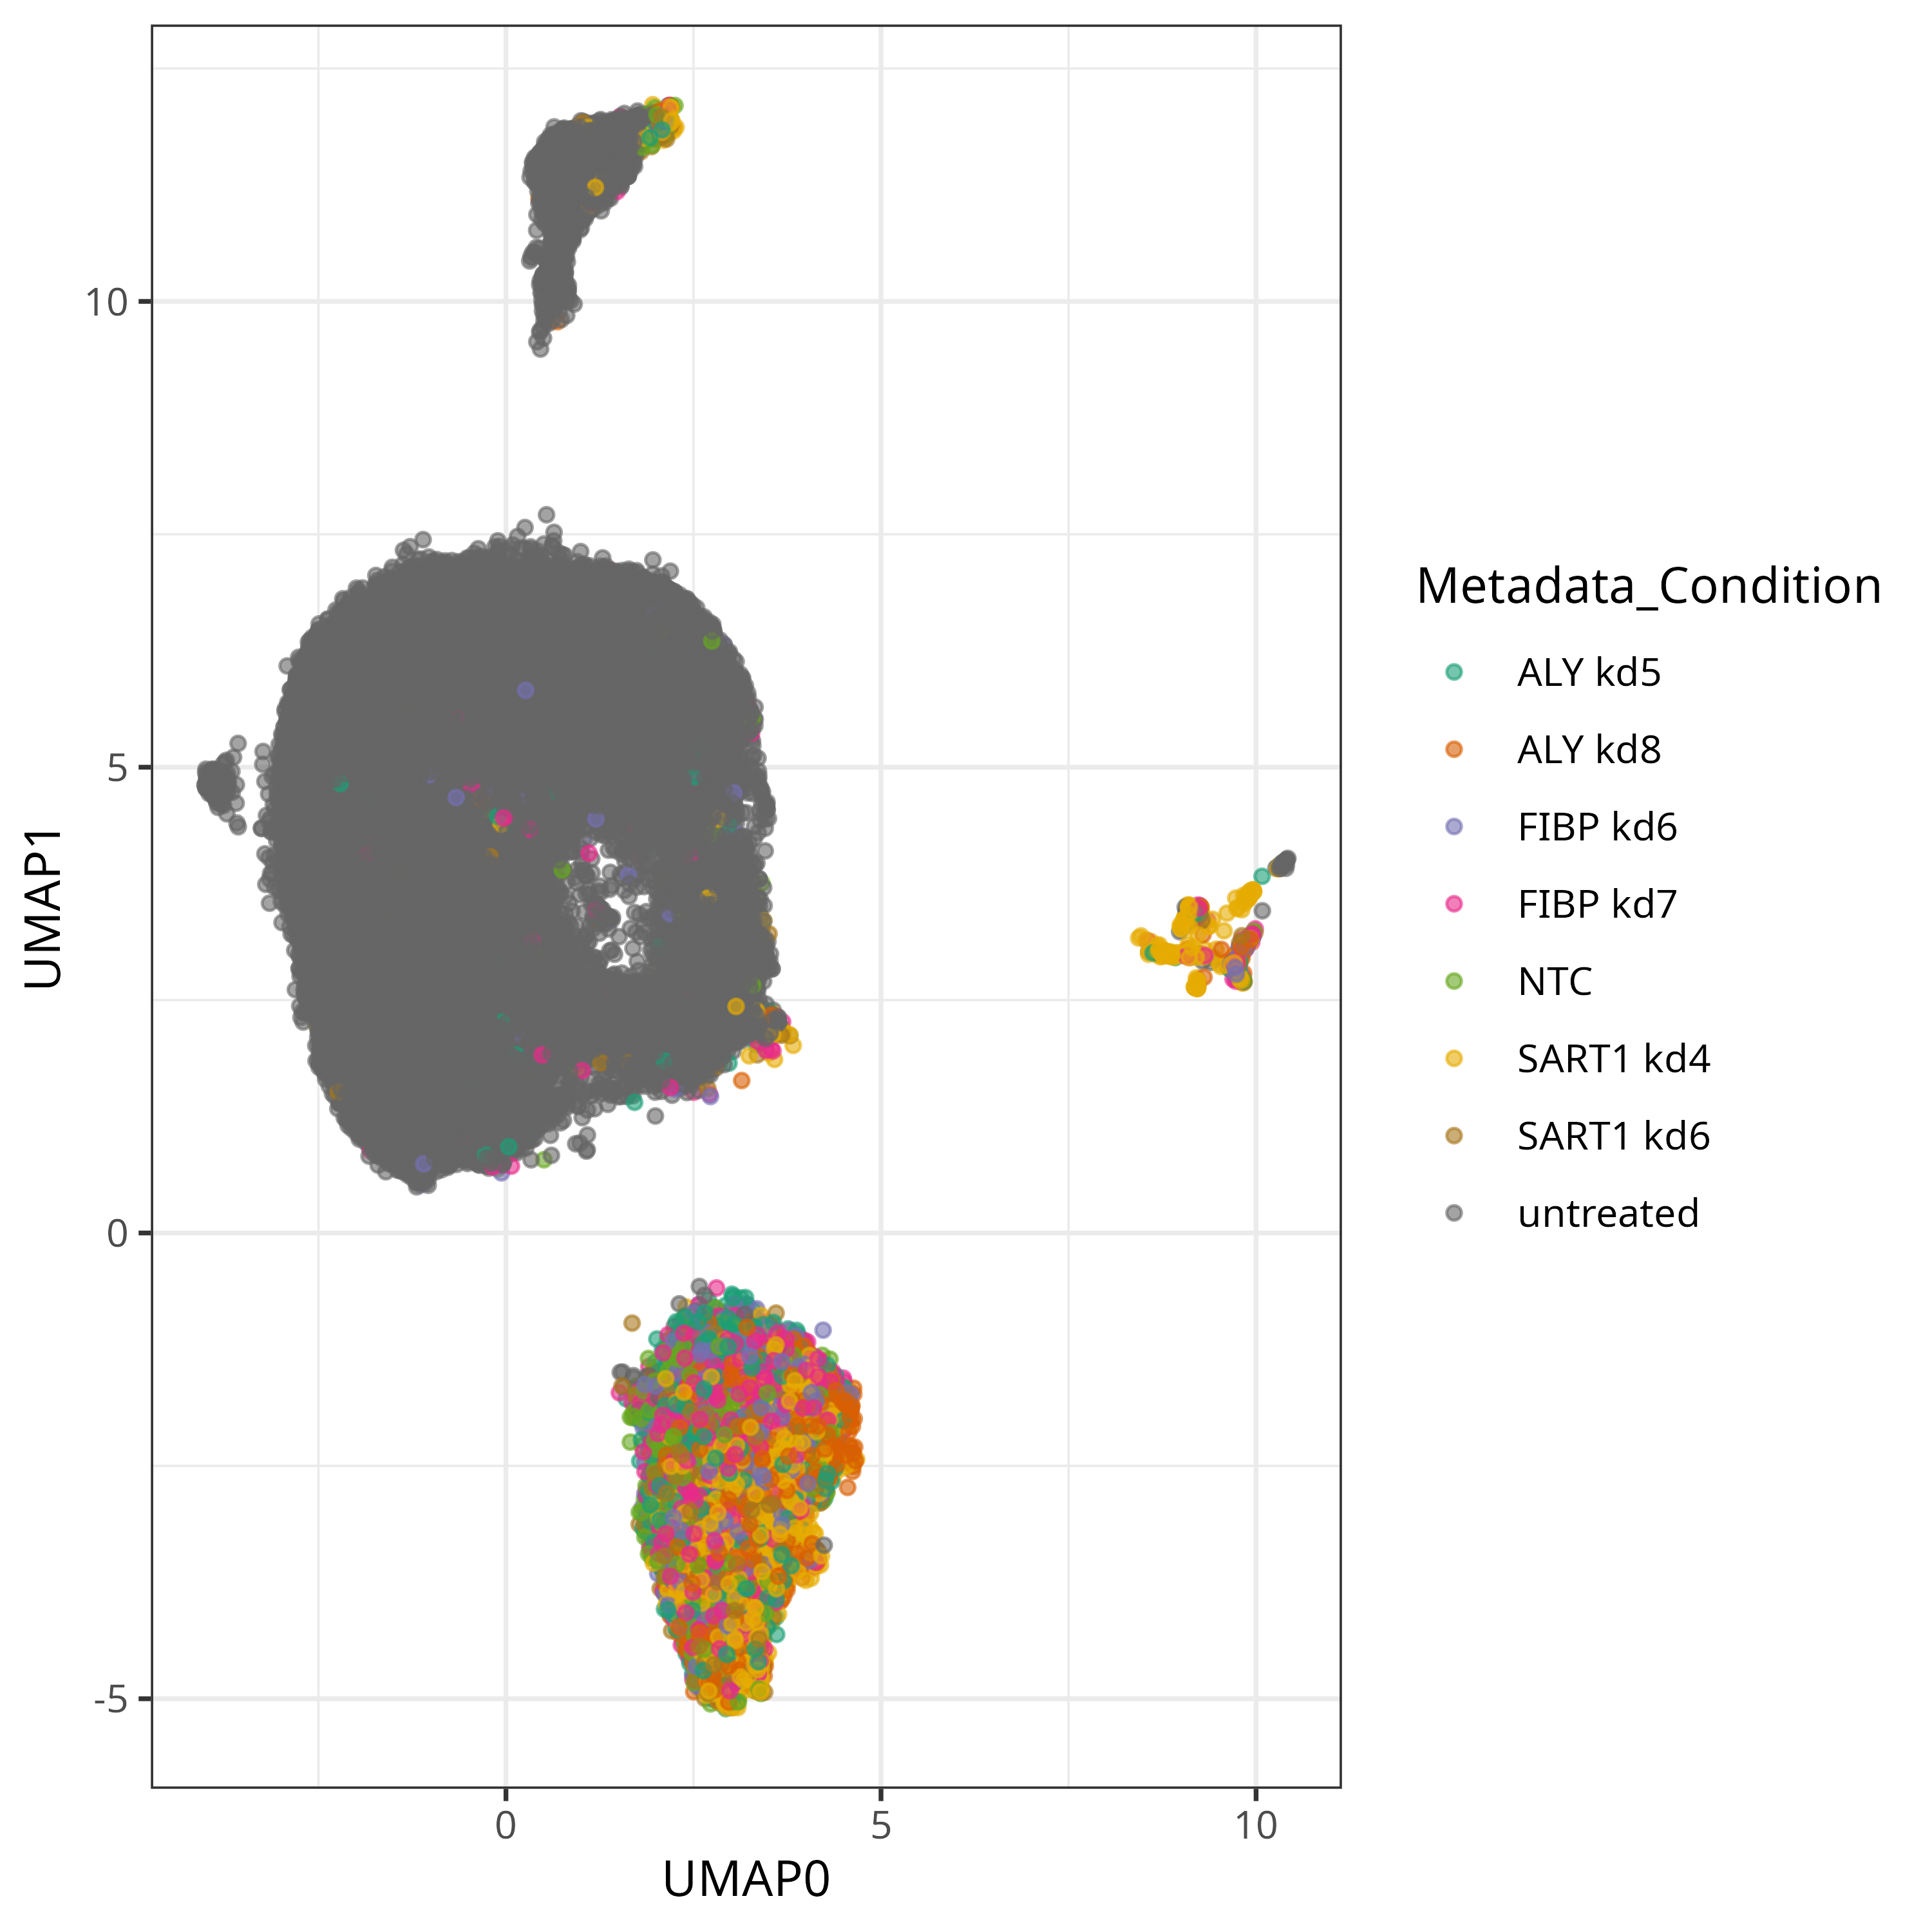 10
5
0
-5
UMAP1
0
5
10
UMAP0
Metadata_Condition
ALY kd5
ALY kd8
FIBP kd6
FIBP kd7
NTC
SART1 kd4
SART1 kd6
untreated